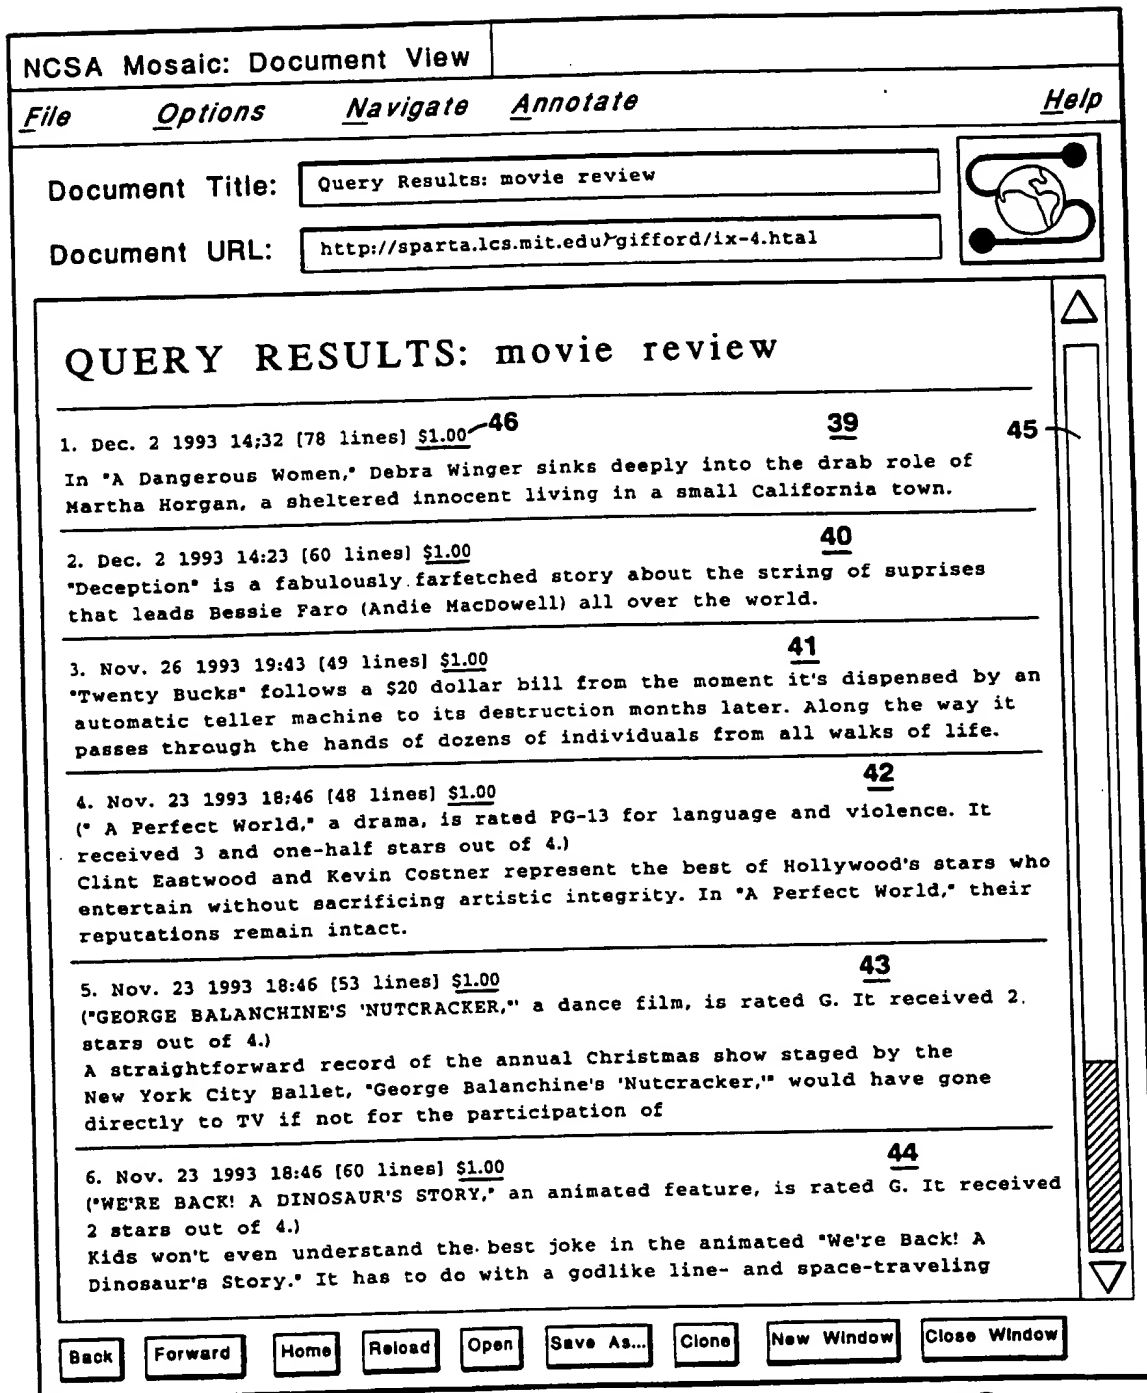 NCSA Mosaic: Document View
File Options Navigate Annotate Help
Document Title: Query Results: movie review
Document URL: http://sparta.lcs.mit.edu/~gifford/ix-4.htal
QUERY RESULTS: movie review
1. Dec. 2 1993 14;32 [78 lines] $1.00 46 39 45
In "A Dangerous Women," Debra Winger sinks deeply into the drab role of
Martha Horgan, a sheltered innocent living in a small California town.
2. Dec. 2 1993 14:23 [60 lines] $1.00 40
"Deception" is a fabulously farfetched story about the string of suprises
that leads Bessie Faro (Andie MacDowell) all over the world.
3. Nov. 26 1993 19:43 [49 lines] $1.00 41
"Twenty Bucks" follows a $20 dollar bill from the moment it's dispensed by an
automatic teller machine to its destruction months later. Along the way it
passes through the hands of dozens of individuals from all walks of life.
4. Nov. 23 1993 18:46 [48 lines] $1.00 42
(" A Perfect World," a drama, is rated PG-13 for language and violence. It
received 3 and one-half stars out of 4.)
Clint Eastwood and Kevin Costner represent the best of Hollywood's stars who
entertain without sacrificing artistic integrity. In "A Perfect World," their
reputations remain intact.
5. Nov. 23 1993 18:46 [53 lines] $1.00 43
("GEORGE BALANCHINE'S 'NUTCRACKER,'" a dance film, is rated G. It received 2.
stars out of 4.)
A straightforward record of the annual Christmas show staged by the
New York City Ballet, "George Balanchine's 'Nutcracker,'" would have gone
directly to TV if not for the participation of
6. Nov. 23 1993 18:46 [60 lines] $1.00 44
("WE'RE BACK! A DINOSAUR'S STORY," an animated feature, is rated G. It received
2 stars out of 4.)
Kids won't even understand the best joke in the animated "We're Back! A
Dinosaur's Story." It has to do with a godlike line- and space-traveling
Back Forward Home Reload Open Save As... Clone New Window Close Window